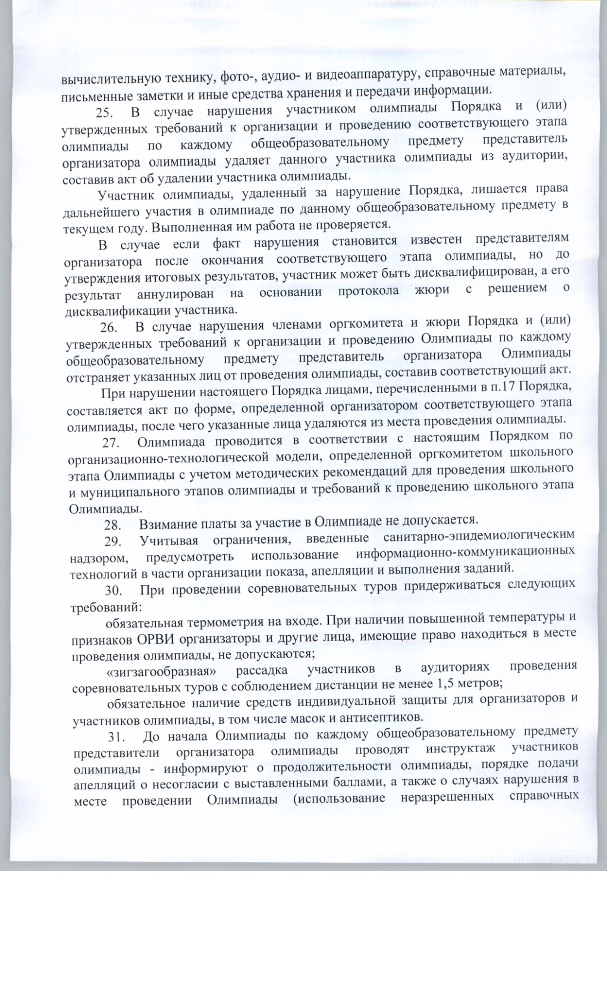 вычислительную технику, фото-, аудио- и видеоаппаратуру, справочные материалы,
письменные заметки и иные средства хранения и передачи информации.
25. В случае нарушения участником олимпиады Порядка и (или)
утвержденных требований к организации и проведению соответствующего этапа
олимпиады по каждому общеобразовательному предмету представитель
организатора олимпиады удаляет данного участника олимпиады из аудитории,
составив акт об удалении участника олимпиады.
Участник олимпиады, удаленный за нарушение Порядка, лишается права
дальнейшего участия в олимпиаде по данному общеобразовательному предмету в
текущем году. Выполненная им работа не проверяется.
В случае если факт нарушения становится известен представителям
организатора после окончания соответствующего этапа олимпиады, но до
утверждения итоговых результатов, участник может быть дисквалифицирован, а его
результат аннулирован на основании протокола жюри с решением о
дисквалификации участника.
26. В случае нарушения членами оргкомитета и жюри Порядка и (или)
утвержденных требований к организации и проведению Олимпиады по каждому
общеобразовательному предмету представитель организатора Олимпиады
отстраняет указанных лиц от проведения олимпиады, составив соответствующий акт.
При нарушении настоящего Порядка лицами, перечисленными в п.17 Порядка,
составляется акт по форме, определенной организатором соответствующего этапа
олимпиады, после чего указанные лица удаляются из места проведения олимпиады.
27. Олимпиада проводится в соответствии с настоящим Порядком по
организационно-технологической модели, определенной оргкомитетом школьного
этапа Олимпиады с учетом методических рекомендаций для проведения школьного
и муниципального этапов олимпиады и требований к проведению школьного этапа
Олимпиады.
28. Взимание платы за участие в Олимпиаде не допускается.
29. Учитывая ограничения, введенные санитарно-эпидемиологическим
надзором, предусмотреть использование информационно-коммуникационных
технологий в части организации показа, апелляции и выполнения заданий.
30. При проведении соревновательных туров придерживаться следующих
требований:
обязательная термометрия на входе. При наличии повышенной температуры и
признаков ОРВИ организаторы и другие лица, имеющие право находиться в месте
проведения олимпиады, не допускаются;
«зигзагообразная» рассадка участников в аудиториях проведения
соревновательных туров с соблюдением дистанции не менее 1,5 метров;
обязательное наличие средств индивидуальной защиты для организаторов и
участников олимпиады, в том числе масок и антисептиков.
31. До начала Олимпиады по каждому общеобразовательному предмету
представители организатора олимпиады проводят инструктаж участников
олимпиады - информируют о продолжительности олимпиады, порядке подачи
апелляций о несогласии с выставленными баллами, а также о случаях нарушения в
месте проведении Олимпиады (использование неразрешенных справочных